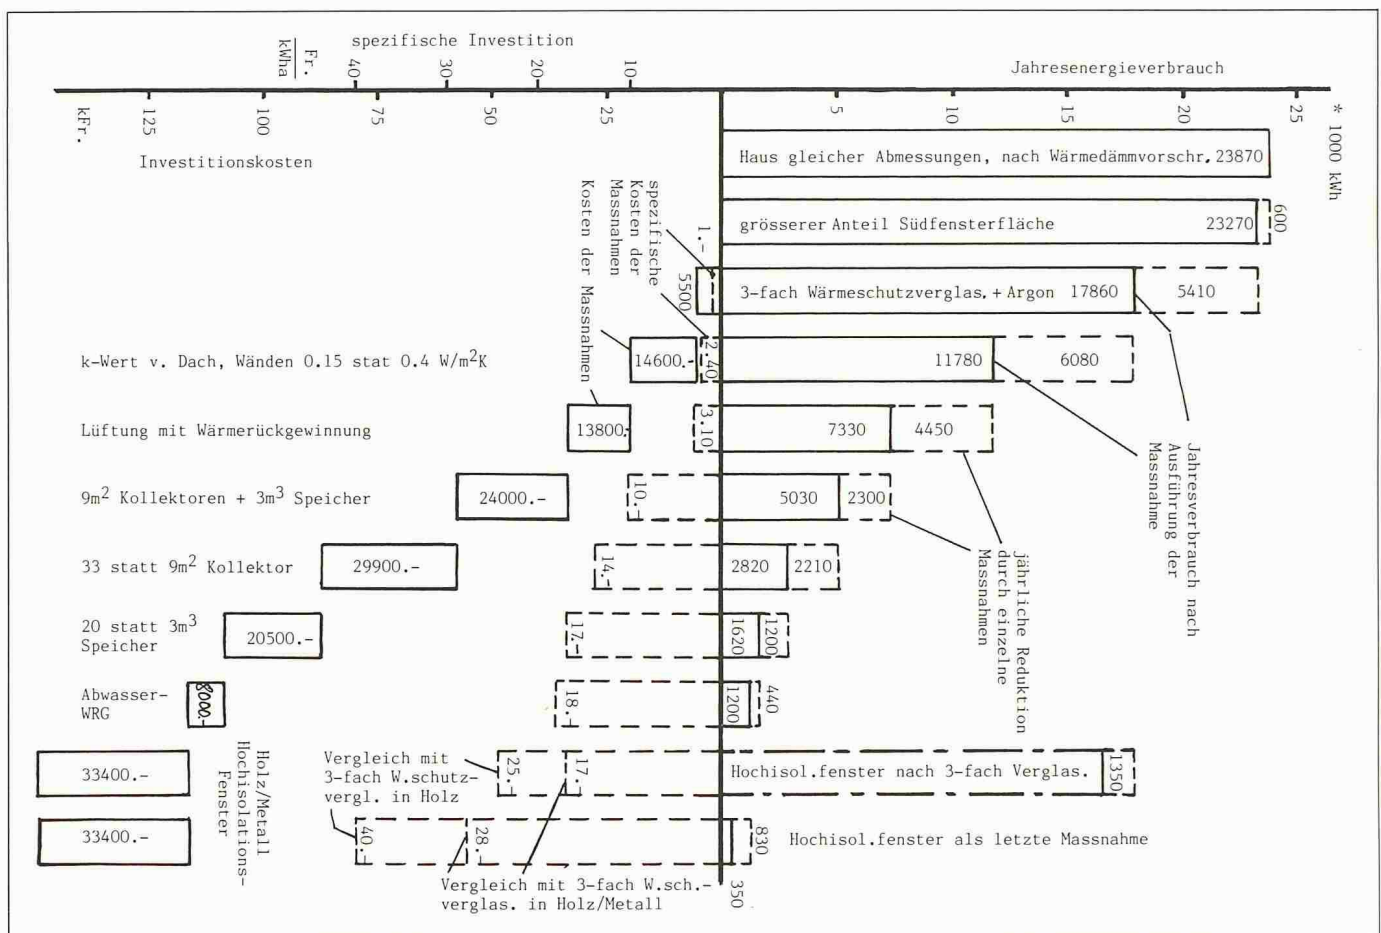 spezifische Investition
Fr.
kWha
40
30
20
10
Jahresenergieverbrauch
kFr.
125
100
75
50
25
5
10
15
20
25
* 1000 kWh
Investitionskosten
Haus gleicher Abmessungen, nach Wärmedämmvorschr. 23870
grösserer Anteil Südfensterfläche 23270
600
spezifische
Kosten der
Massnahmen
Kosten der Massnahmen
1.-
5500
3-fach Wärmeschutzverglas. + Argon 17860
5410
k-Wert v. Dach, Wänden 0.15 stat 0.4 W/m²K
14600.-
2.40
11780
6080
Lüftung mit Wärmerückgewinnung
13800.-
3.10
7330
4450
9m² Kollektoren + 3m³ Speicher
24000.-
10.-
5030
2300
33 statt 9m² Kollektor
29900.-
14.-
2820
2210
20 statt 3m³
Speicher
20500.-
17.-
1620
1200
Abwasser-
WRG
8000.-
18.-
1200
440
Jahresverbrauch nach
Ausführung der
Massnahme
jährliche Reduktion
durch einzelne
Massnahmen
33400.-
Holz/Metall
Hochisolations-
Fenster
Vergleich mit
3-fach W.schutz-
vergl. in Holz
25.-
17.-
Hochisol.fenster nach 3-fach Verglas.
1350
33400.-
40.-
28.-
830
Hochisol.fenster als letzte Massnahme
Vergleich mit 3-fach W.sch.-
verglas. in Holz/Metall
350